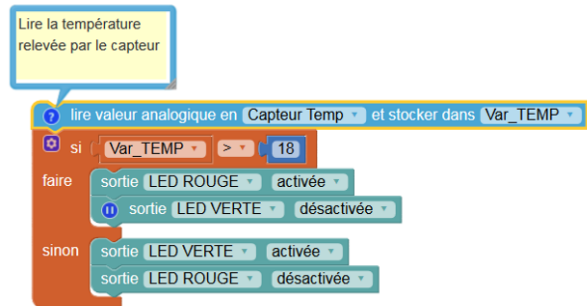 Lire la température
relevée par le capteur
lire valeur analogique en Capteur Temp et stocker dans Var_TEMP
si Var_TEMP > 18
faire sortie LED ROUGE activée
sortie LED VERTE désactivée
sinon sortie LED VERTE activée
sortie LED ROUGE désactivée